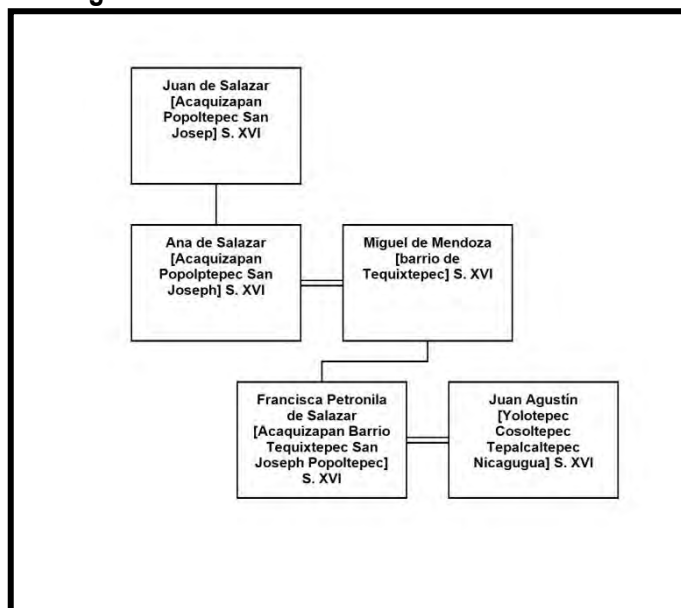 Juan de Salazar
[Acaquizapan
Popoltepec San
Josep] S. XVI
Ana de Salazar
[Acaquizapan
Popolptepec San
Joseph] S. XVI
Miguel de Mendoza
[barrio de
Tequixtepec] S. XVI
Francisca Petronila
de Salazar
[Acaquizapan Barrio
Tequixtepec San
Joseph Popoltepec]
S. XVI
Juan Agustín
[Yolotepec
Cosoltepec
Tepalcaltepec
Nicagugua] S. XVI